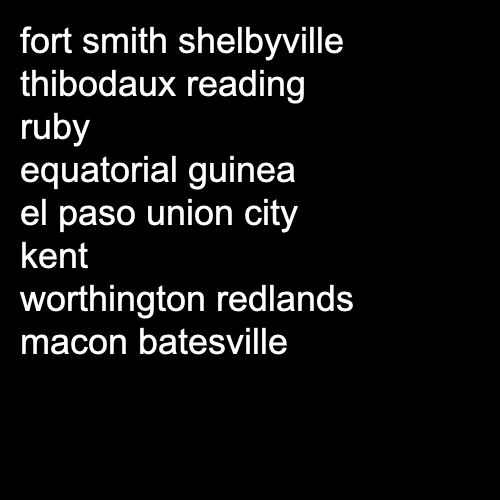 fort smith shelbyville
thibodaux reading
ruby
equatorial guinea
el paso union city
kent
worthington redlands
macon batesville